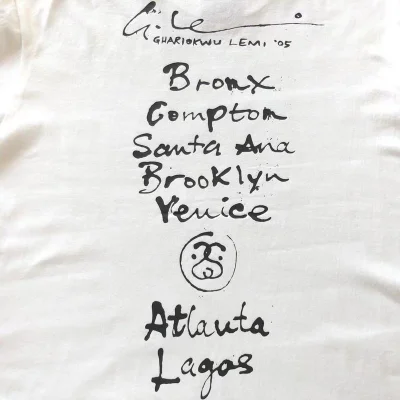 GHARIOKWU LEMI '05
Bronx
Compton
Santa Ana
Brooklyn
Venice
Atlanta
Lagos